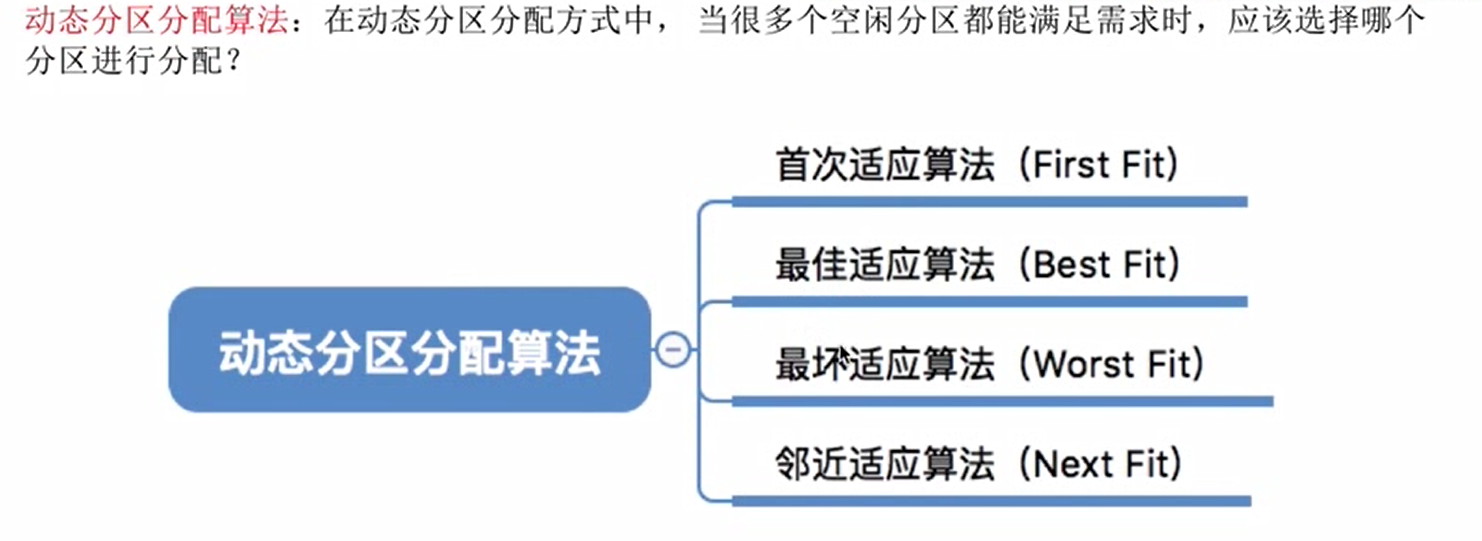 动态分区分配算法：在动态分区分配方式中， 当很多个空闲分区都能满足需求时，应该选择哪个
分区进行分配？
首次适应算法（First Fit）
最佳适应算法（Best Fit）
动态分区分配算法
最坏适应算法（Worst Fit）
邻近适应算法（Next Fit）